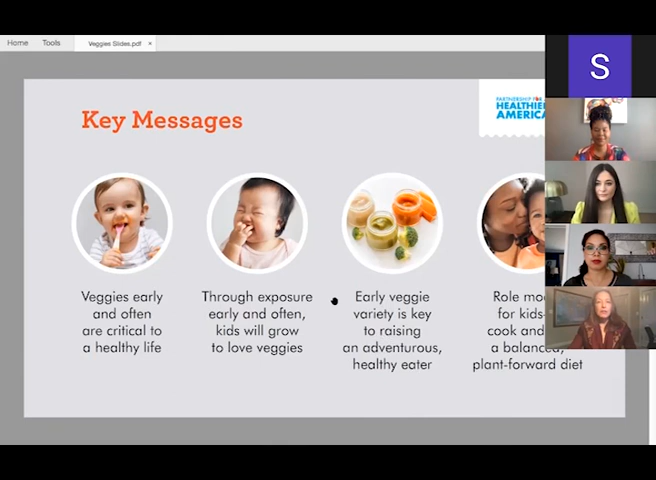 Home Tools Veggies Slides.pdf ×
S
PARTNERSHIP FOR
HEALTHIER
AMERICA
Key Messages
Veggies early
and often
are critical to
a healthy life
Through exposure
early and often,
kids will grow
to love veggies
Early veggie
variety is key
to raising
an adventurous,
healthy eater
Role
for kids–
cook and
a balanced,
plant-forward diet